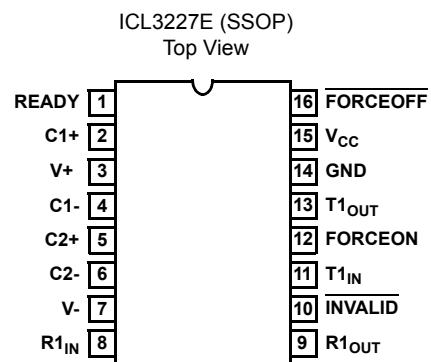 ICL3227E (SSOP)
Top View
READY 1 16 FORCEOFF
C1+ 2 15 VCC
V+ 3 14 GND
C1- 4 13 T1OUT
C2+ 5 12 FORCEON
C2- 6 11 T1IN
V- 7 10 INVALID
R1IN 8 9 R1OUT